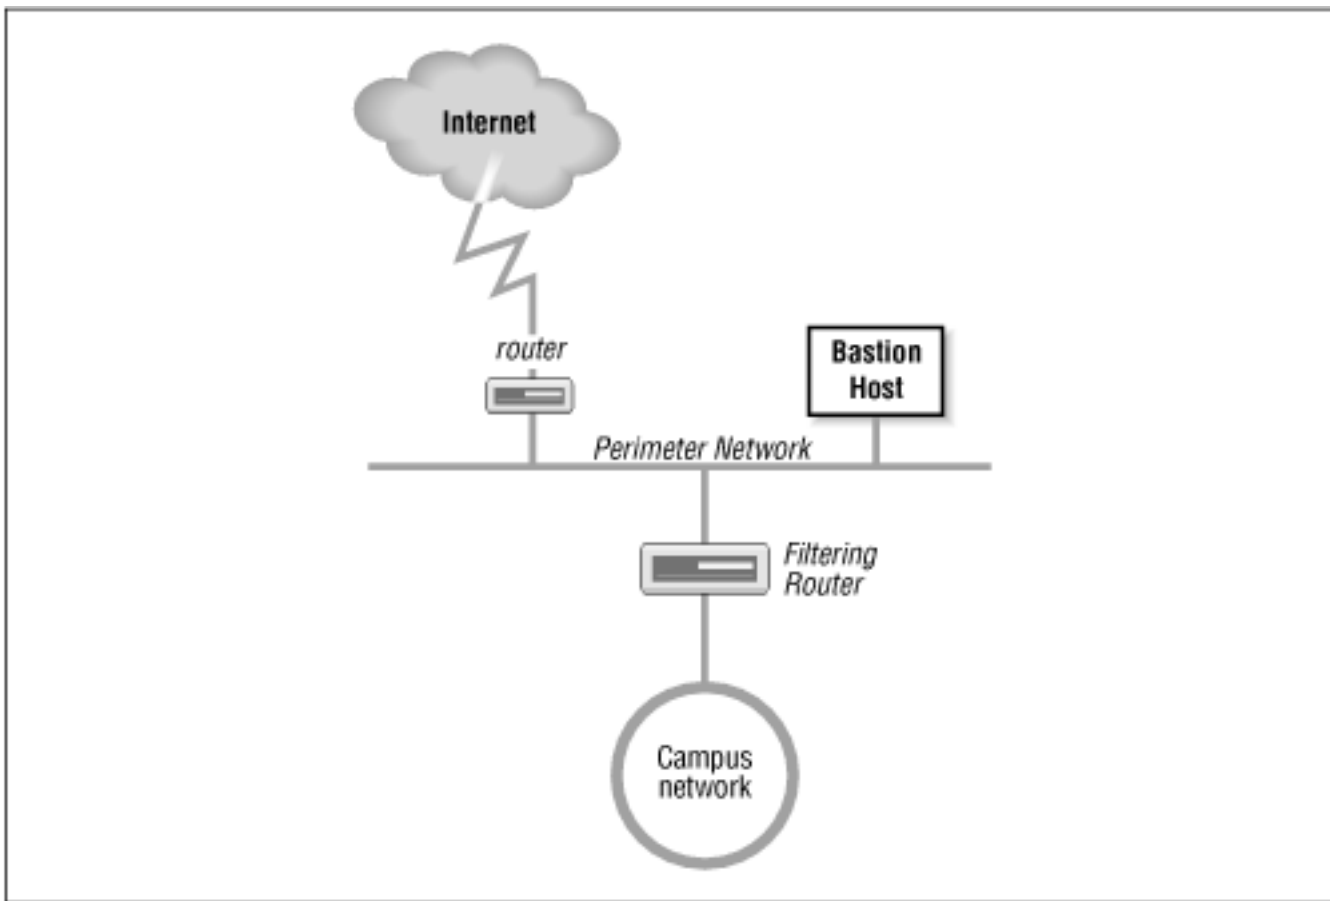 Internet
router
Bastion
Host
Perimeter Network
Filtering
Router
Campus
network